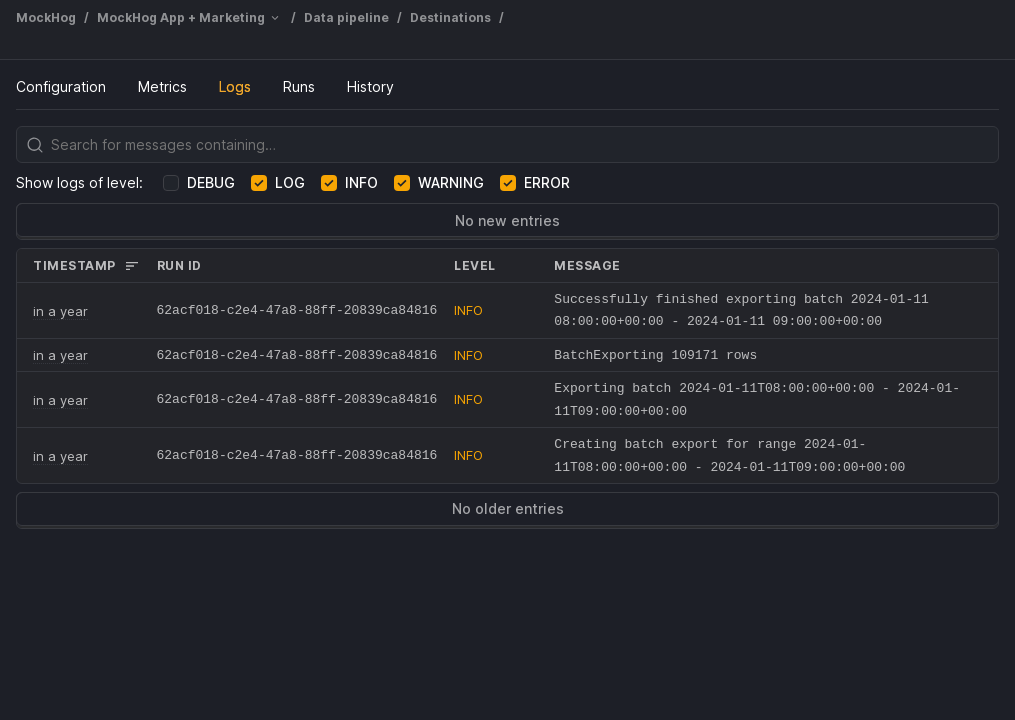 MockHog / MockHog App + Marketing / Data pipeline / Destinations /
Configuration Metrics Logs Runs History
Search for messages containing…
Show logs of level: DEBUG LOG INFO WARNING ERROR
No new entries
TIMESTAMP RUN ID LEVEL MESSAGE
in a year 62acf018-c2e4-47a8-88ff-20839ca84816 INFO Successfully finished exporting batch 2024-01-11
08:00:00+00:00 - 2024-01-11 09:00:00+00:00
in a year 62acf018-c2e4-47a8-88ff-20839ca84816 INFO BatchExporting 109171 rows
in a year 62acf018-c2e4-47a8-88ff-20839ca84816 INFO Exporting batch 2024-01-11T08:00:00+00:00 - 2024-01-
11T09:00:00+00:00
in a year 62acf018-c2e4-47a8-88ff-20839ca84816 INFO Creating batch export for range 2024-01-
11T08:00:00+00:00 - 2024-01-11T09:00:00+00:00
No older entries